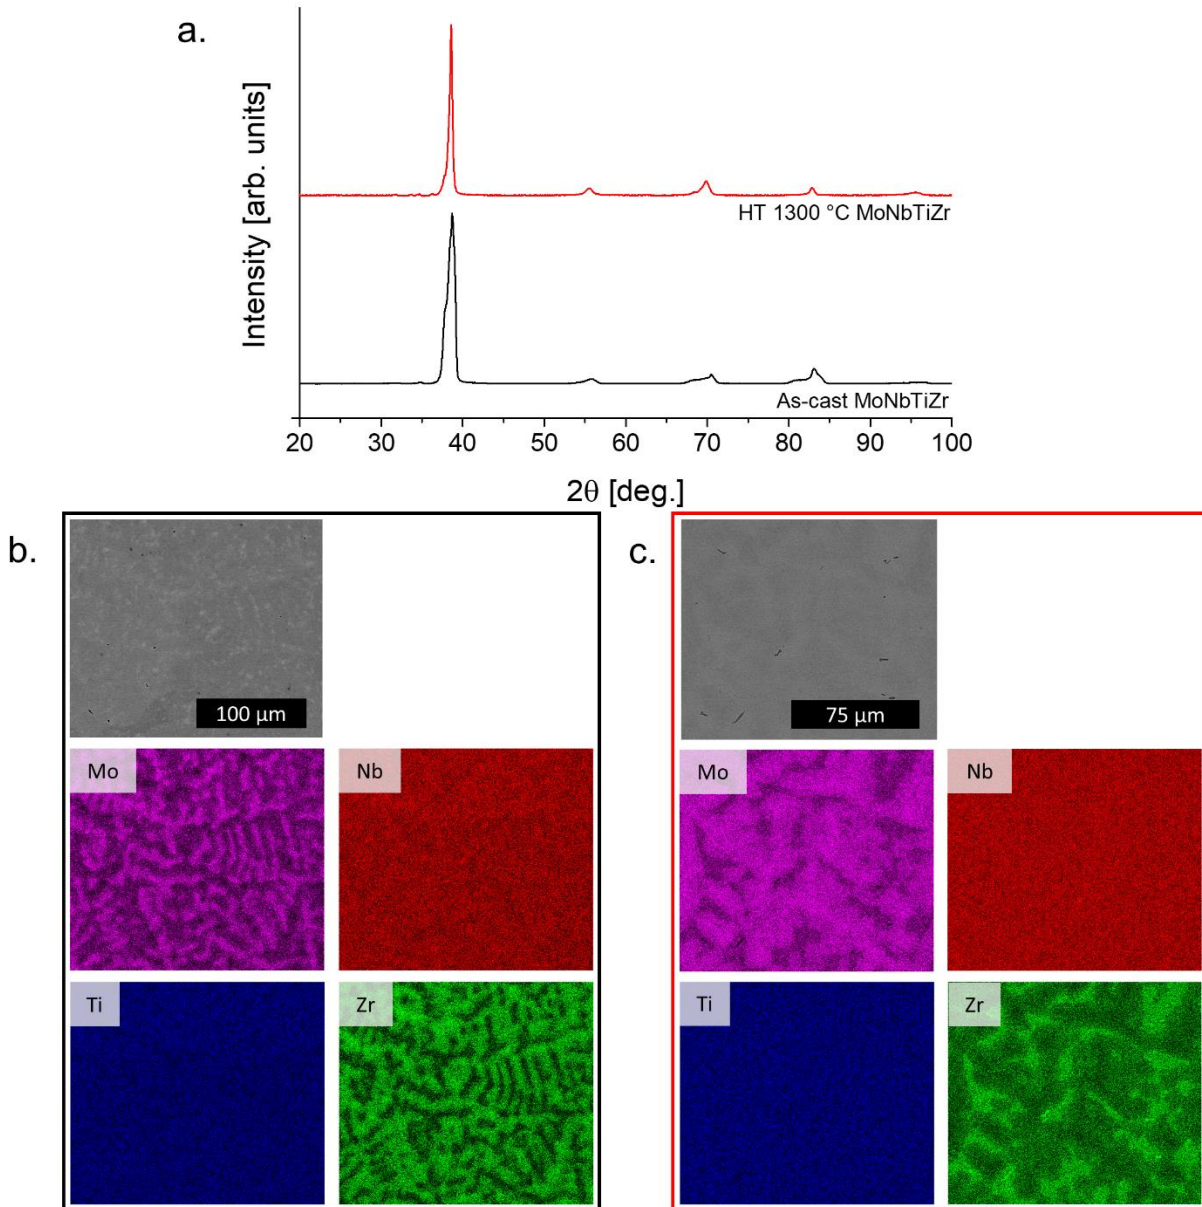 a.
Intensity [arb. units]
HT 1300 °C MoNbTiZr
As-cast MoNbTiZr
20 30 40 50 60 70 80 90 100
2θ [deg.]
b.
100 µm
Mo
Nb
Ti
Zr
c.
75 µm
Mo
Nb
Ti
Zr